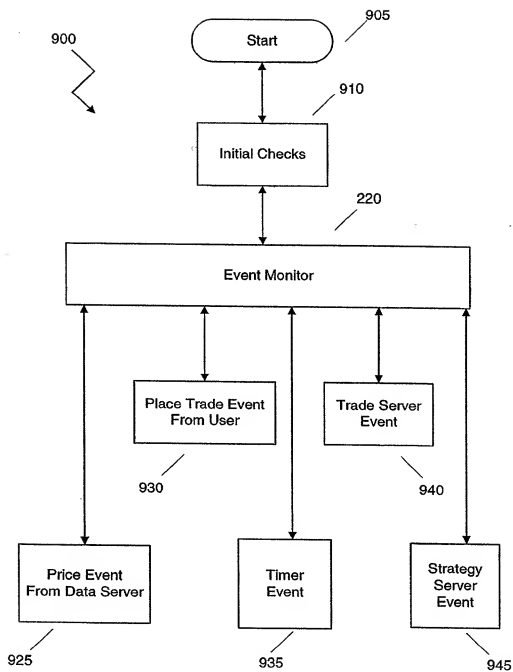 905
Start
900
910
Initial Checks
220
Event Monitor
Place Trade Event
From User
Trade Server
Event
930
940
Price Event
From Data Server
Timer
Event
Strategy
Server
Event
925
935
945